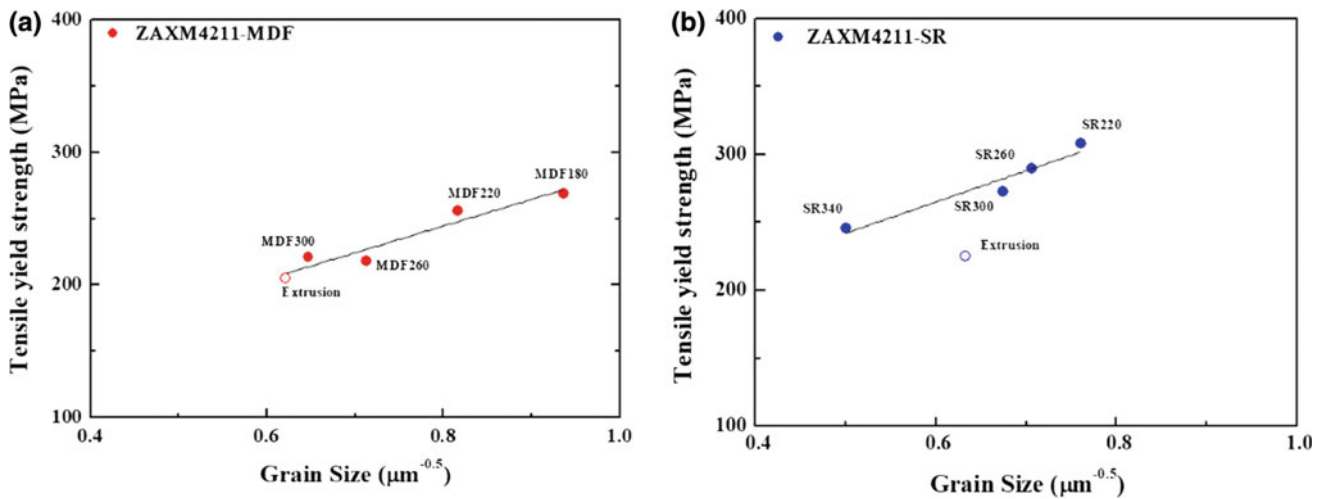 (a)
ZAXM4211-MDF
Tensile yield strength (MPa)
400
300
200
100
MDF180
MDF220
MDF300
MDF260
Extrusion
0.4
0.6
0.8
1.0
Grain Size (μm⁻⁰·⁵)
(b)
ZAXM4211-SR
Tensile yield strength (MPa)
400
300
200
100
SR220
SR260
SR300
SR340
Extrusion
0.4
0.6
0.8
1.0
Grain Size (μm⁻⁰·⁵)